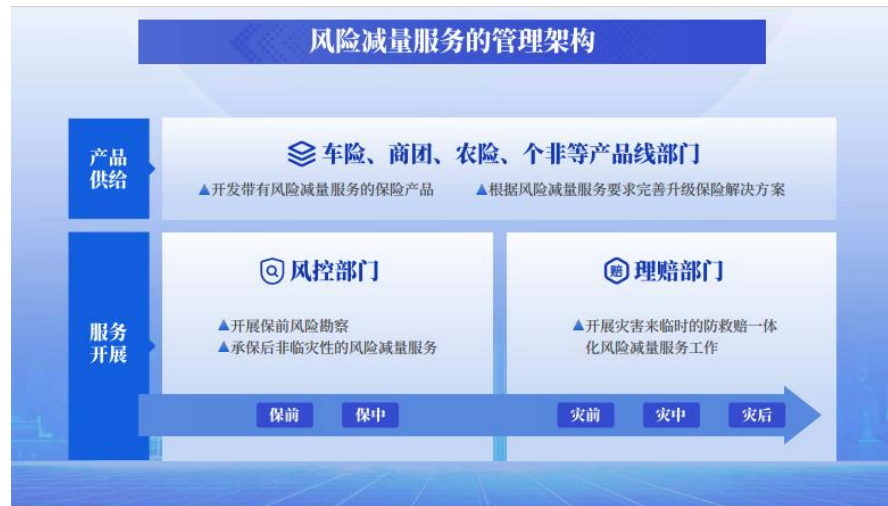 风险减量服务的管理架构
产品
供给
车险、商团、农险、个非等产品线部门
▲开发带有风险减量服务的保险产品
▲根据风险减量服务要求完善升级保险解决方案
服务
开展
风控部门
▲开展保前风险勘察
▲承保后非临灾性的风险减量服务
赔
理赔部门
▲开展灾害来临时的防救赔一体
化风险减量服务工作
保前
保中
灾前
灾中
灾后